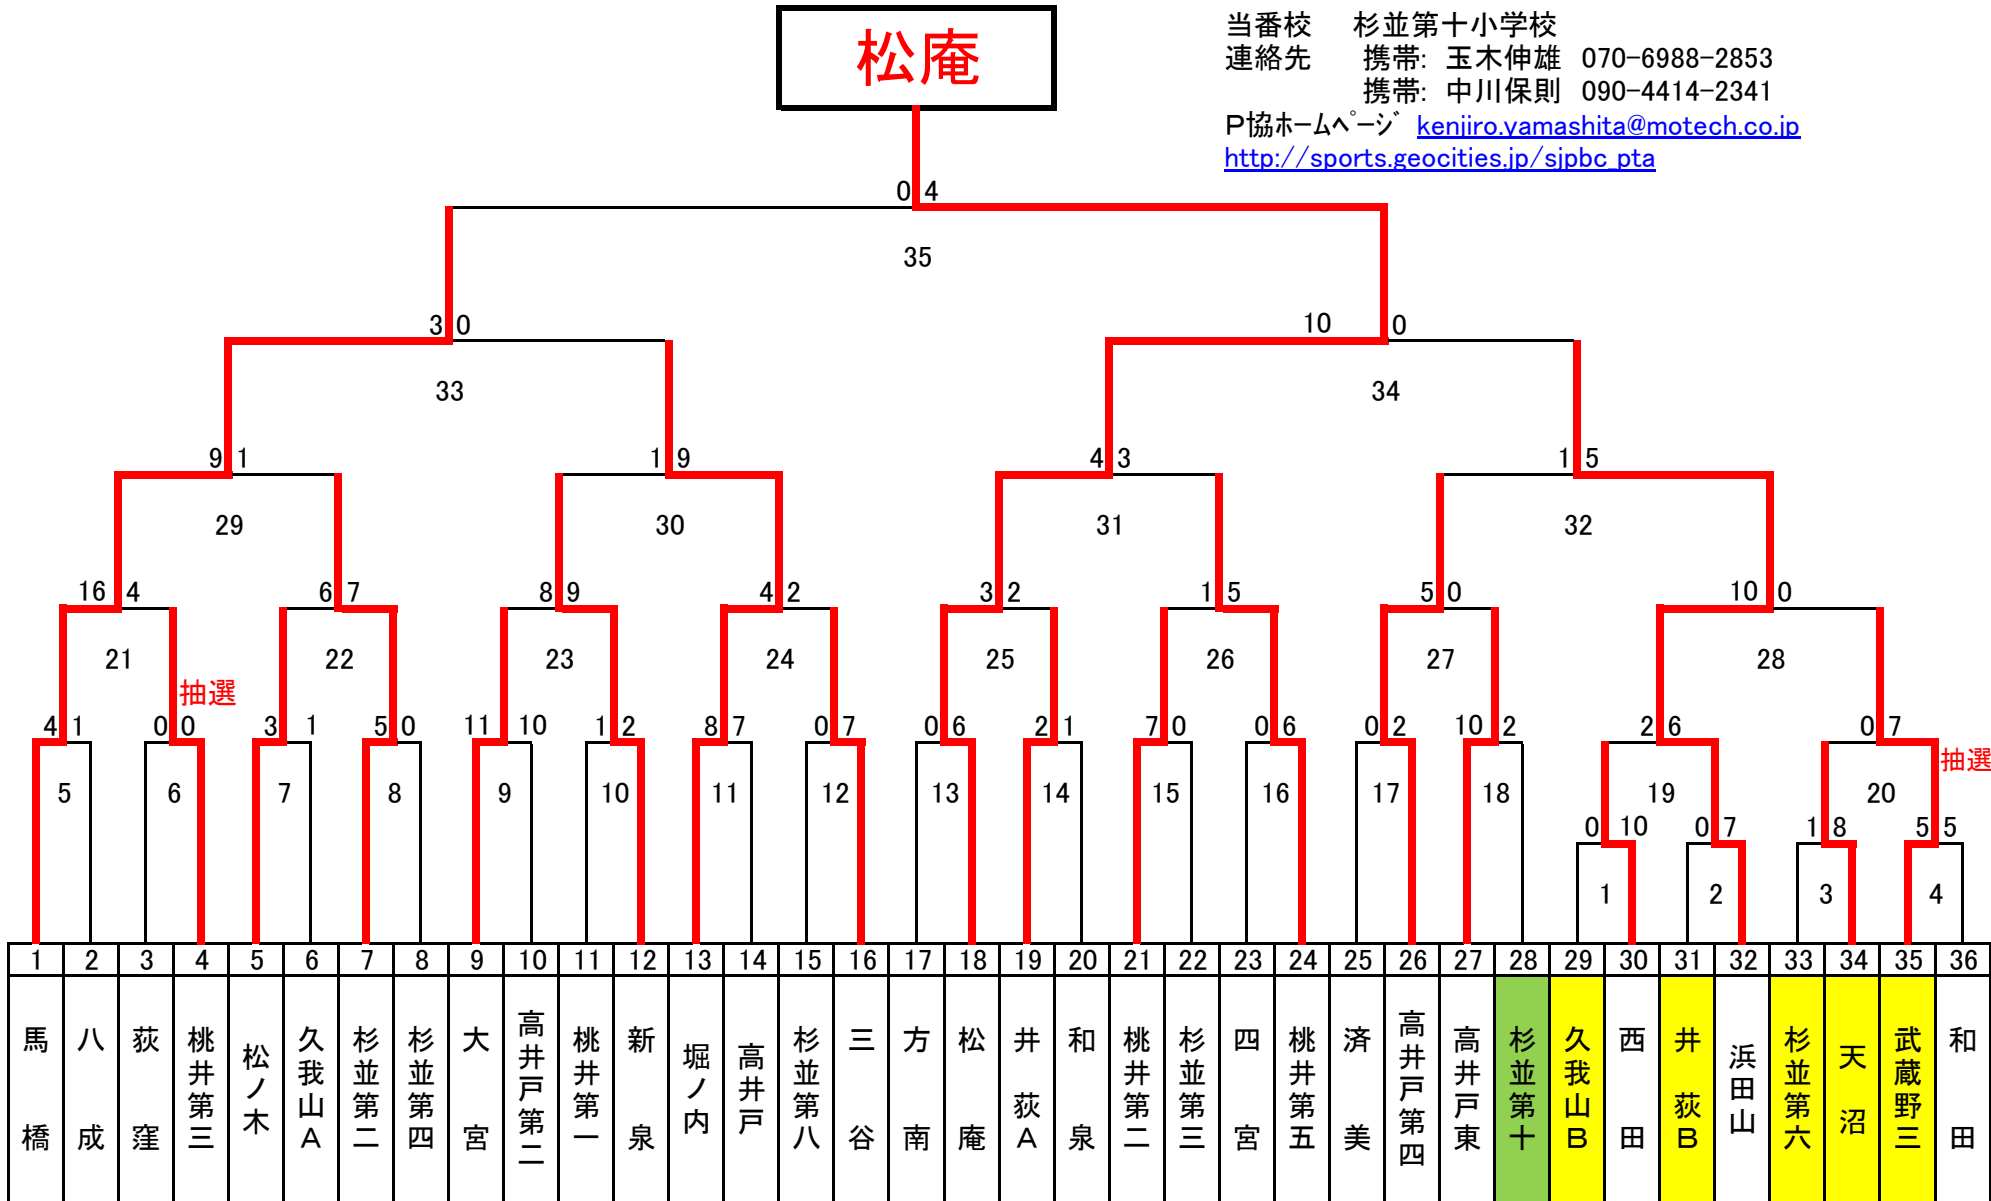 松庵
当番校 杉並第十小学校
連絡先 携帯: 玉木伸雄 070-6988-2853
携帯: 中川保則 090-4414-2341
P協ホームページ kenjiro.yamashita@motech.co.jp
http://sports.geocities.jp/sjpbc_pta
0 4
35
3 0 10 0
33 34
9 1 1 9 4 3 1 5
29 30 31 32
16 4 6 7 8 9 4 2 3 2 1 5 5 0 10 0
21 22 23 24 25 26 27 28
抽選
4 1 0 0 3 1 5 0 11 10 1 2 8 7 0 7 0 6 2 1 7 0 0 6 0 2 10 2 2 6 0 7
抽選
5 6 7 8 9 10 11 12 13 14 15 16 17 18 19 20
0 10 0 7 1 8 5 5
1 2 3 4
1 2 3 4 5 6 7 8 9 10 11 12 13 14 15 16 17 18 19 20 21 22 23 24 25 26 27 28 29 30 31 32 33 34 35 36
馬橋
八成
荻窪
桃井第三
松ノ木
久我山A
杉並第二
杉並第四
大宮
高井戸第二
桃井第一
新泉
堀ノ内
高井戸
杉並第八
三谷
方南
松庵
井荻A
和泉
桃井第二
杉並第三
四宮
桃井第五
済美
高井戸第四
高井戸東
杉並第十
久我山B
西田
井荻B
浜田山
杉並第六
天沼
武蔵野三
和田